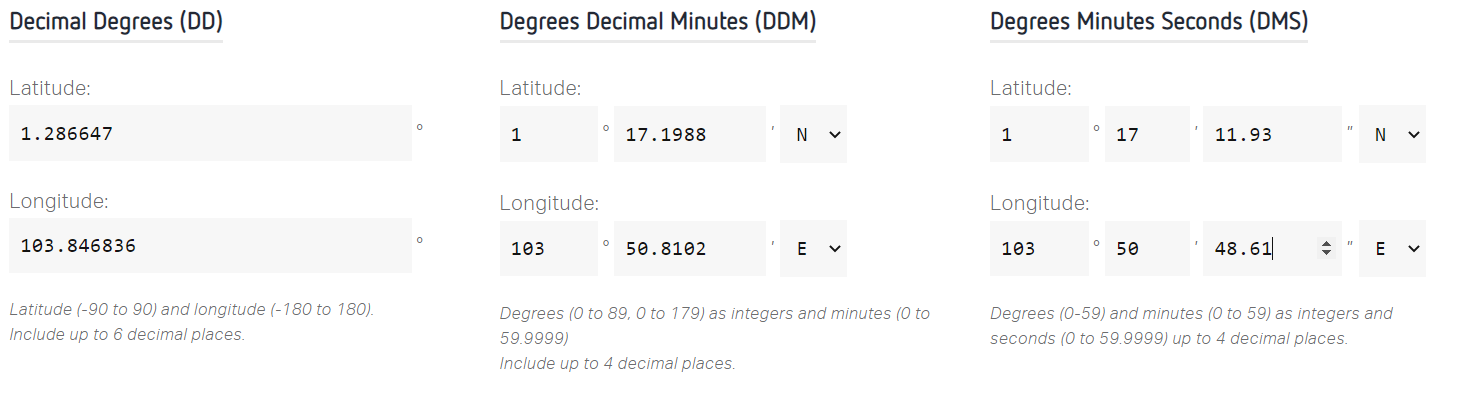 Decimal Degrees (DD)
Latitude:
1.286647 °
Longitude:
103.846836 °
Latitude (-90 to 90) and longitude (-180 to 180).
Include up to 6 decimal places.
Degrees Decimal Minutes (DDM)
Latitude:
1 ° 17.1988 ′ N
Longitude:
103 ° 50.8102 ′ E
Degrees (0 to 89, 0 to 179) as integers and minutes (0 to
59.9999)
Include up to 4 decimal places.
Degrees Minutes Seconds (DMS)
Latitude:
1 ° 17 ′ 11.93 ″ N
Longitude:
103 ° 50 ′ 48.61 ″ E
Degrees (0-59) and minutes (0 to 59) as integers and
seconds (0 to 59.9999) up to 4 decimal places.